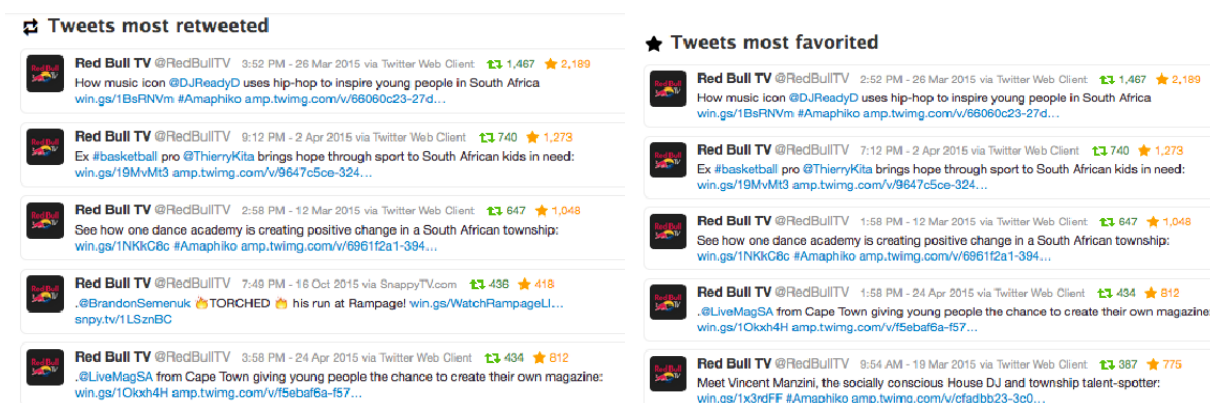 Tweets most retweeted
Red Bull TV @RedBullTV 3:52 PM - 26 Mar 2015 via Twitter Web Client 1,467 2,189
How music icon @DJReadyD uses hip-hop to inspire young people in South Africa
win.gs/1BsRNVm #Amaphiko amp.twimg.com/v/66060c23-27d...
Red Bull TV @RedBullTV 9:12 PM - 2 Apr 2015 via Twitter Web Client 740 1,273
Ex #basketball pro @ThierryKita brings hope through sport to South African kids in need:
win.gs/19MvMt3 amp.twimg.com/v/9647c5ce-324...
Red Bull TV @RedBullTV 2:58 PM - 12 Mar 2015 via Twitter Web Client 647 1,048
See how one dance academy is creating positive change in a South African township:
win.gs/1NKkC8c #Amaphiko amp.twimg.com/v/6961f2a1-394...
Red Bull TV @RedBullTV 7:49 PM - 16 Oct 2015 via SnappyTV.com 436 418
.@BrandonSemenuk 🔥TORCHED 🔥 his run at Rampage! win.gs/WatchRampageLI...
snpy.tv/1LSznBC
Red Bull TV @RedBullTV 3:58 PM - 24 Apr 2015 via Twitter Web Client 434 812
.@LiveMagSA from Cape Town giving young people the chance to create their own magazine:
win.gs/1Okxh4H amp.twimg.com/v/f5ebaf6a-f57...
Tweets most favorited
Red Bull TV @RedBullTV 2:52 PM - 26 Mar 2015 via Twitter Web Client 1,467 2,189
How music icon @DJReadyD uses hip-hop to inspire young people in South Africa
win.gs/1BsRNVm #Amaphiko amp.twimg.com/v/66060c23-27d...
Red Bull TV @RedBullTV 7:12 PM - 2 Apr 2015 via Twitter Web Client 740 1,273
Ex #basketball pro @ThierryKita brings hope through sport to South African kids in need:
win.gs/19MvMt3 amp.twimg.com/v/9647c5ce-324...
Red Bull TV @RedBullTV 1:58 PM - 12 Mar 2015 via Twitter Web Client 647 1,048
See how one dance academy is creating positive change in a South African township:
win.gs/1NKkC8c #Amaphiko amp.twimg.com/v/6961f2a1-394...
Red Bull TV @RedBullTV 1:58 PM - 24 Apr 2015 via Twitter Web Client 434 812
.@LiveMagSA from Cape Town giving young people the chance to create their own magazine
win.gs/1Okxh4H amp.twimg.com/v/f5ebaf6a-f57...
Red Bull TV @RedBullTV 9:54 AM - 19 Mar 2015 via Twitter Web Client 387 775
Meet Vincent Manzini, the socially conscious House DJ and township talent-spotter:
win.gs/1x3rdFF #Amaphiko amp.twimg.com/v/cfadbb23-3c0...